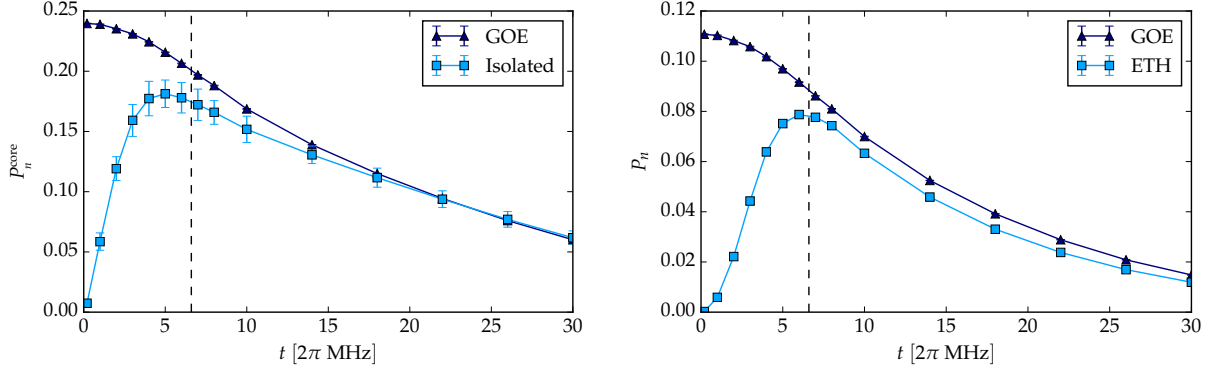 0.25
0.20
0.15
0.10
0.05
0.00
P_n^core
GOE
Isolated
0 5 10 15 20 25 30
t [2π MHz]
0.12
0.10
0.08
0.06
0.04
0.02
0.00
P_n
GOE
ETH
0 5 10 15 20 25 30
t [2π MHz]